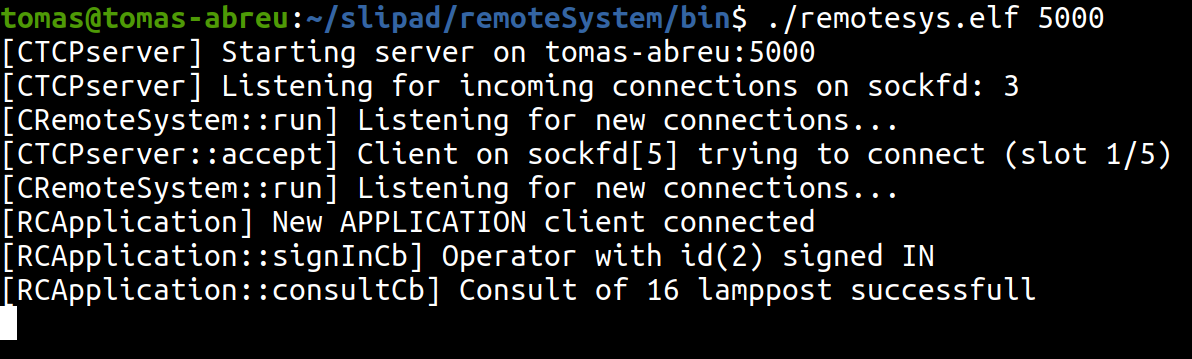 tomas@tomas-abreu:~/slipad/remoteSystem/bin$ ./remotesys.elf 5000
[CTCPserver] Starting server on tomas-abreu:5000
[CTCPserver] Listening for incoming connections on sockfd: 3
[CRemoteSystem::run] Listening for new connections...
[CTCPserver::accept] Client on sockfd[5] trying to connect (slot 1/5)
[CRemoteSystem::run] Listening for new connections...
[RCApplication] New APPLICATION client connected
[RCApplication::signInCb] Operator with id(2) signed IN
[RCApplication::consultCb] Consult of 16 lamppost successfull